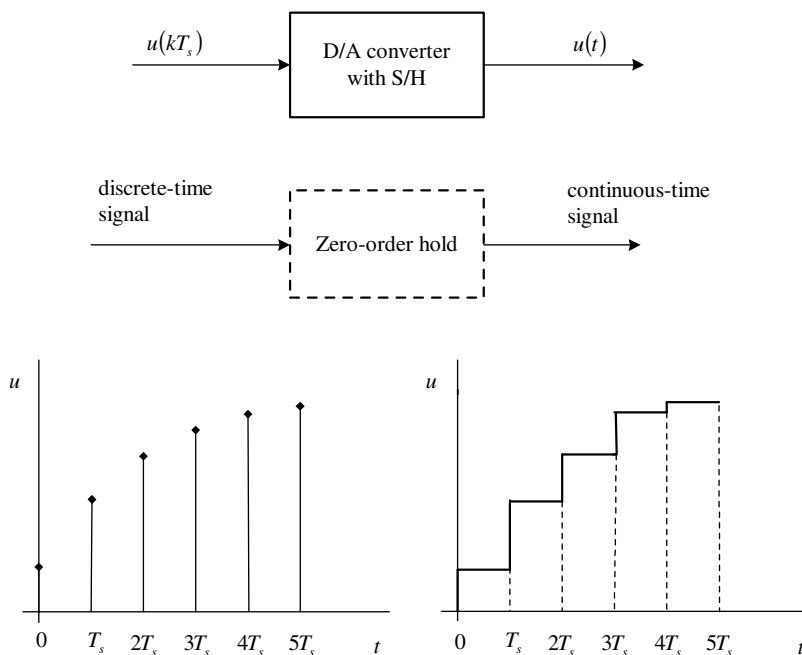 u(kT_s)
D/A converter
with S/H
u(t)
discrete-time
signal
Zero-order hold
continuous-time
signal
u
0 T_s 2T_s 3T_s 4T_s 5T_s t
u
0 T_s 2T_s 3T_s 4T_s 5T_s t